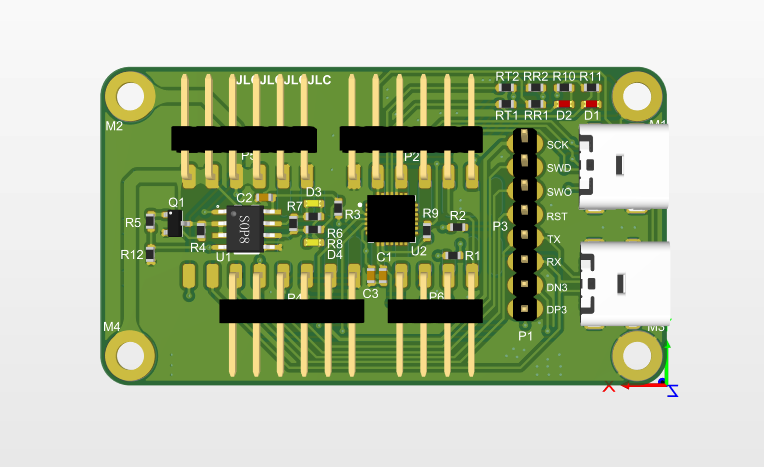 JLCJLCJLCJLC
RT2 RR2 R10 R11
RT1 RR1 D2 D1
M2
M1
P5
P2
SCK
SWD
SWO
RST
TX
RX
DN3
DP3
P3
Q1
C2
D3
R7
R3
R5
R4
SOP8
R6
R8
D4
R9
R2
U2
R12
U1
C1
R1
C3
P4
P6
M4
P1
M3
X
Z